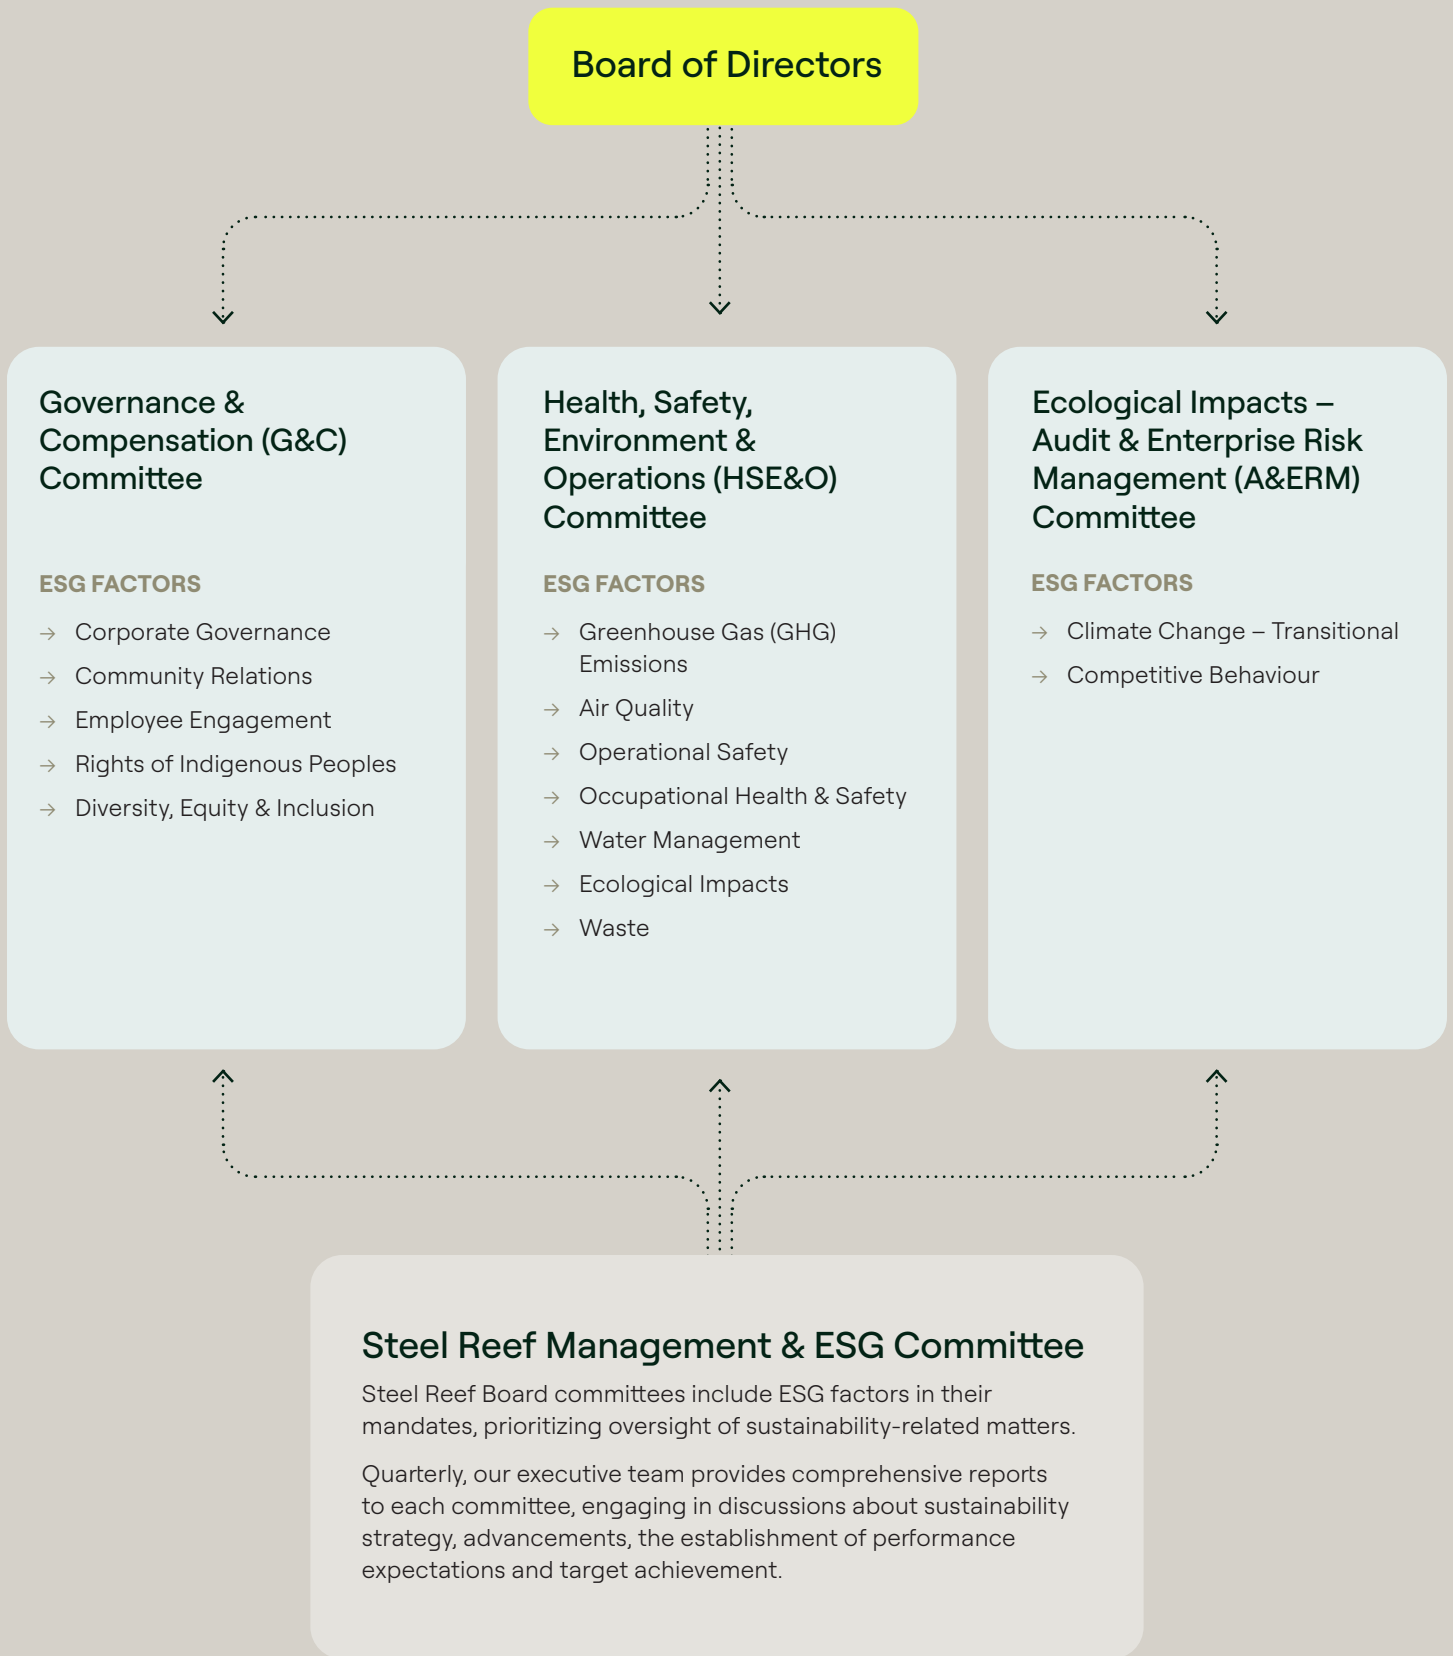 Board of Directors
Governance &
Compensation (G&C)
Committee
ESG FACTORS
→ Corporate Governance
→ Community Relations
→ Employee Engagement
→ Rights of Indigenous Peoples
→ Diversity, Equity & Inclusion
Health, Safety,
Environment &
Operations (HSE&O)
Committee
ESG FACTORS
→ Greenhouse Gas (GHG)
Emissions
→ Air Quality
→ Operational Safety
→ Occupational Health & Safety
→ Water Management
→ Ecological Impacts
→ Waste
Ecological Impacts –
Audit & Enterprise Risk
Management (A&ERM)
Committee
ESG FACTORS
→ Climate Change – Transitional
→ Competitive Behaviour
Steel Reef Management & ESG Committee
Steel Reef Board committees include ESG factors in their
mandates, prioritizing oversight of sustainability-related matters.
Quarterly, our executive team provides comprehensive reports
to each committee, engaging in discussions about sustainability
strategy, advancements, the establishment of performance
expectations and target achievement.